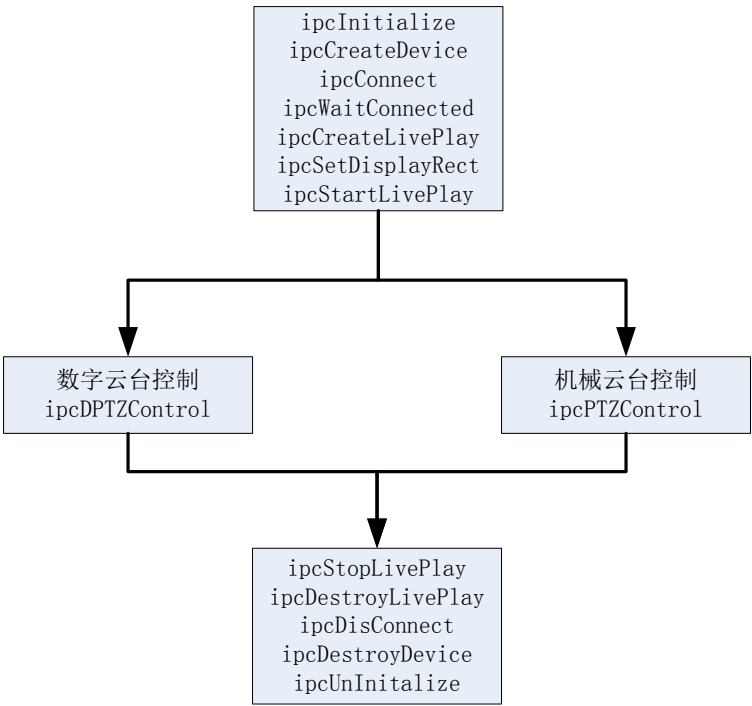 ipcInitialize
ipcCreateDevice
ipcConnect
ipcWaitConnected
ipcCreateLivePlay
ipcSetDisplayRect
ipcStartLivePlay
数字云台控制
ipcDPTZControl
机械云台控制
ipcPTZControl
ipcStopLivePlay
ipcDestroyLivePlay
ipcDisConnect
ipcDestroyDevice
ipcUnInitalize